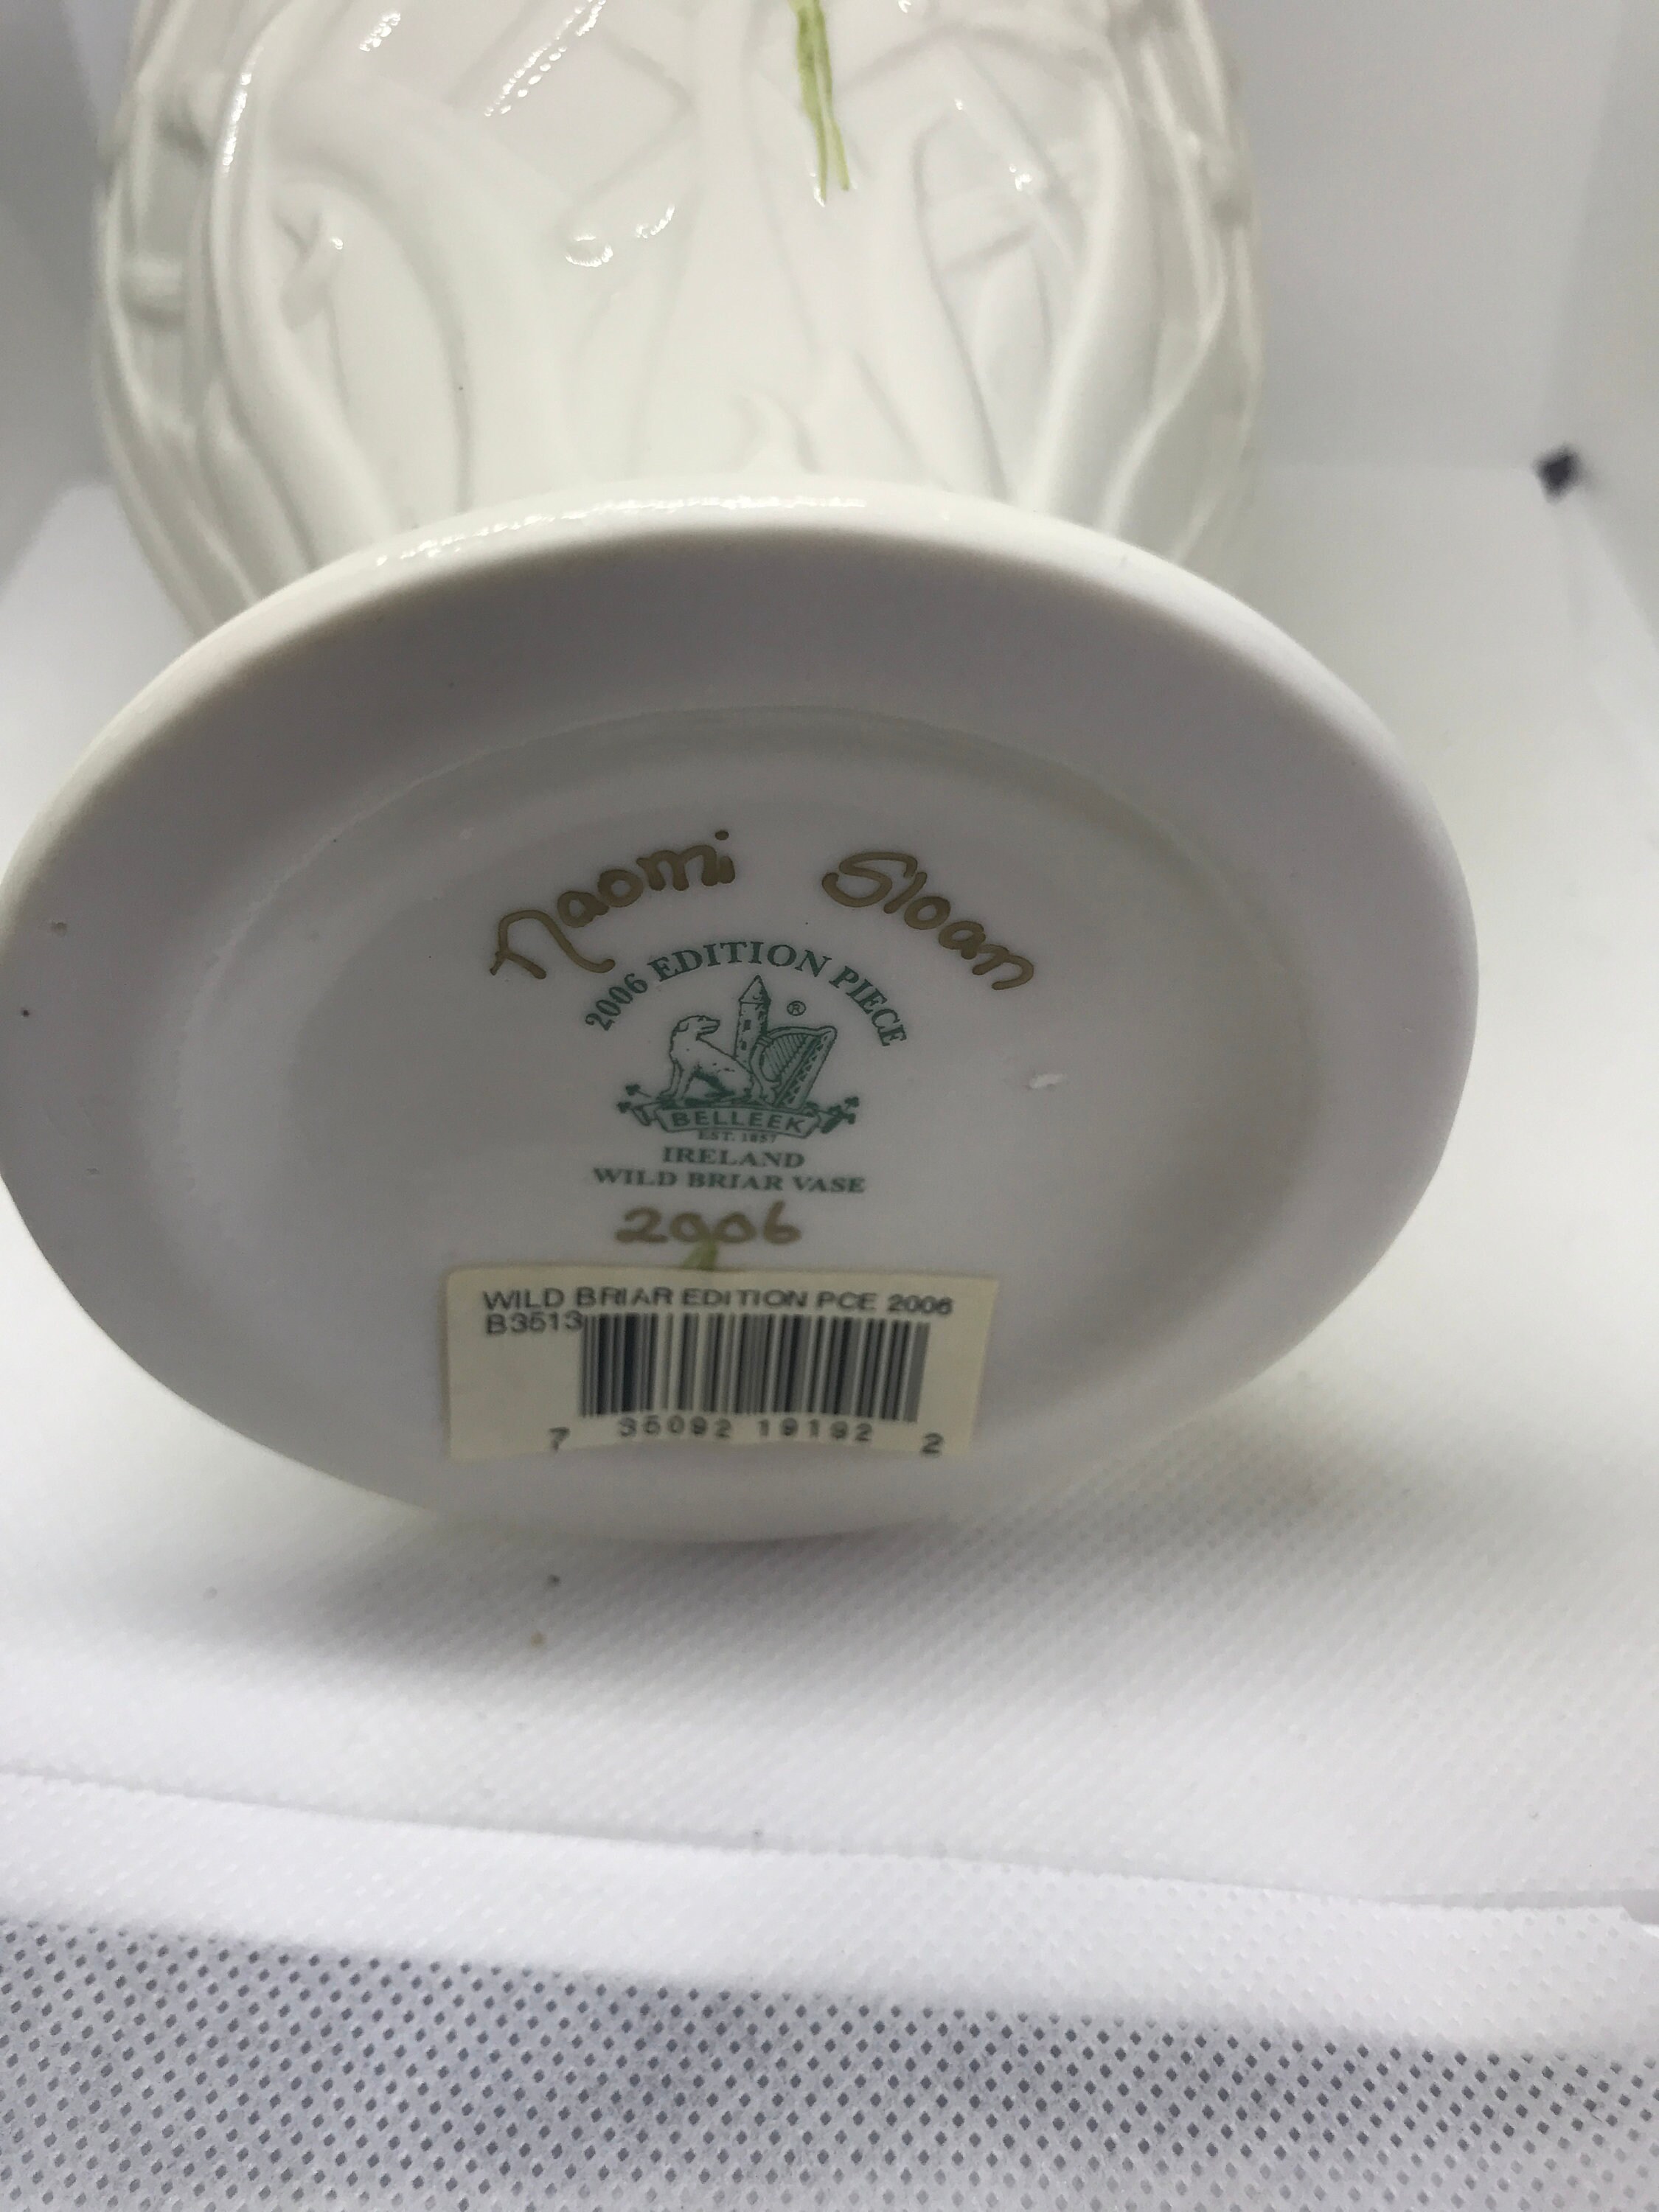 Naomi Sloan
2006 EDITION PIECE
®
BELLEEK
EST. 1857
IRELAND
WILD BRIAR VASE
2006
WILD BRIAR EDITION PCE 2006
B3513
7 35092 19192 2